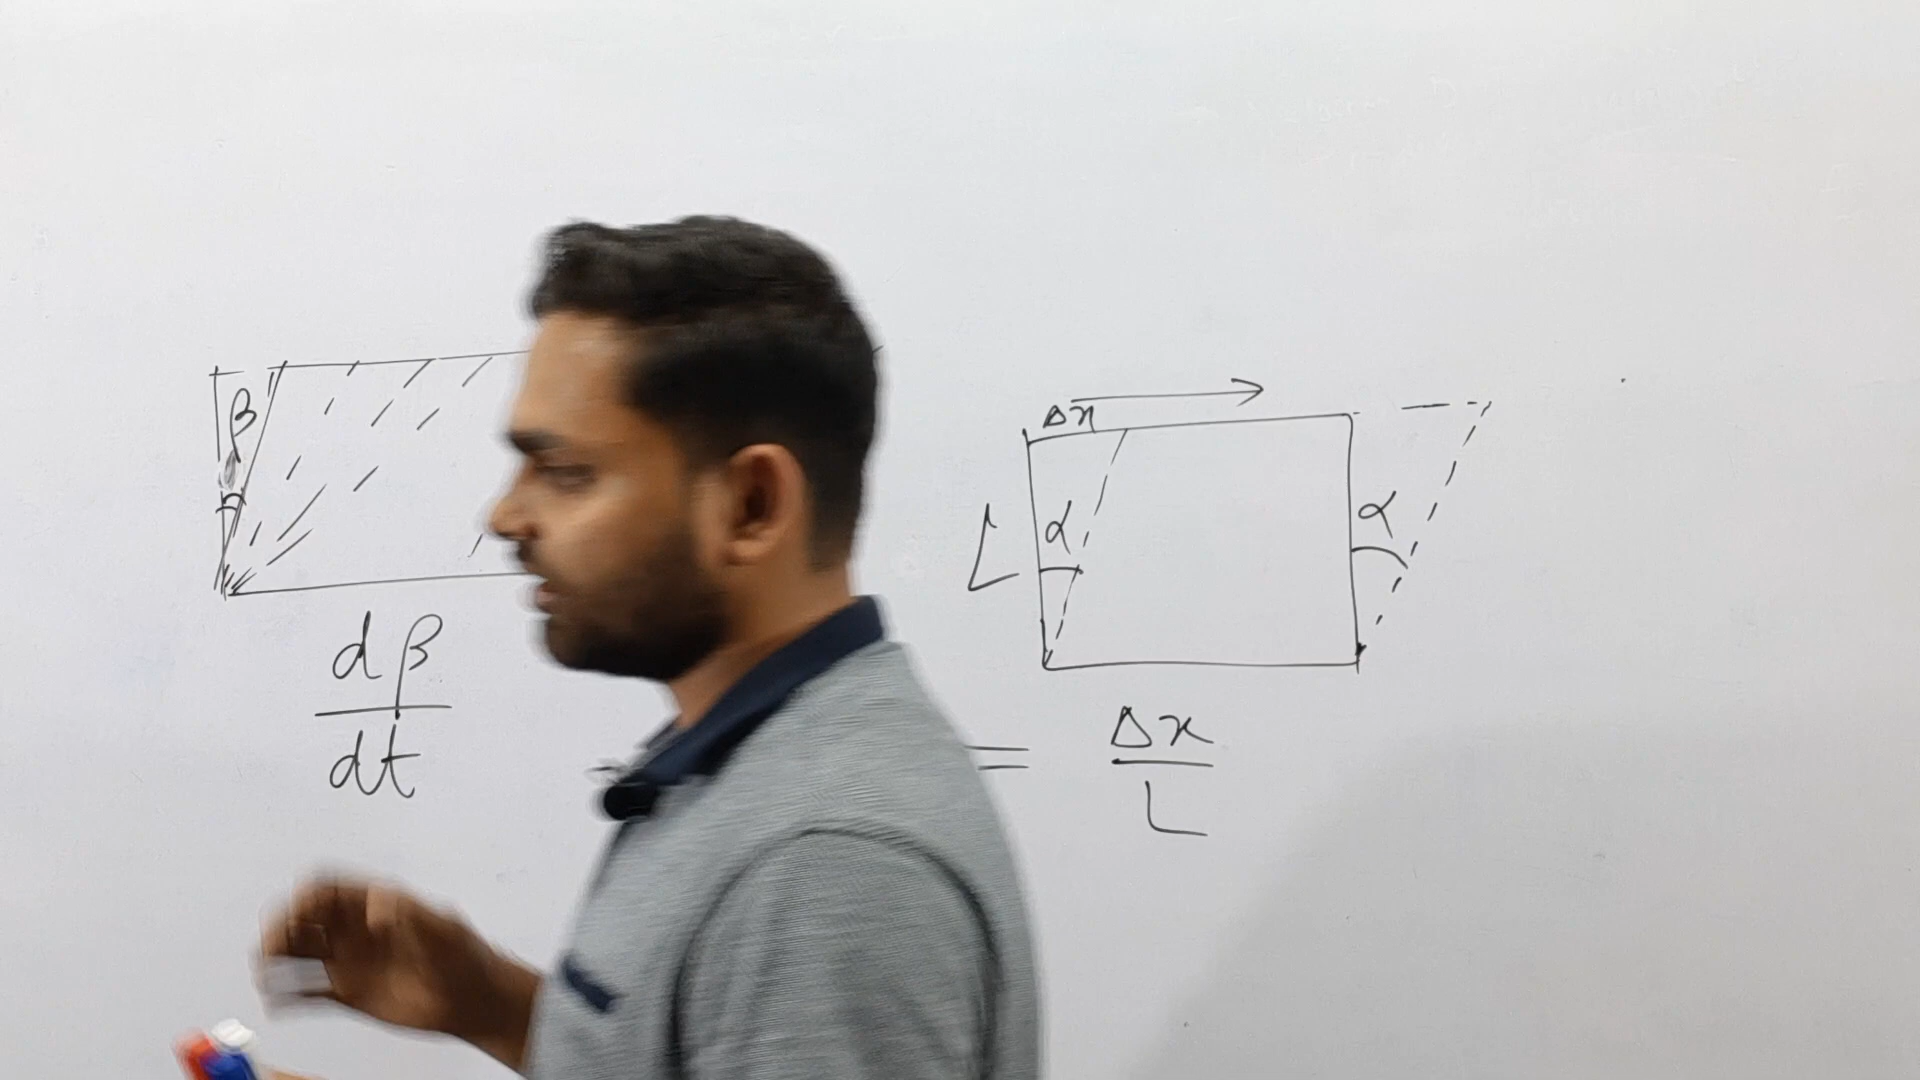 β
Δx
L α α
dβ
dt
= Δx
L